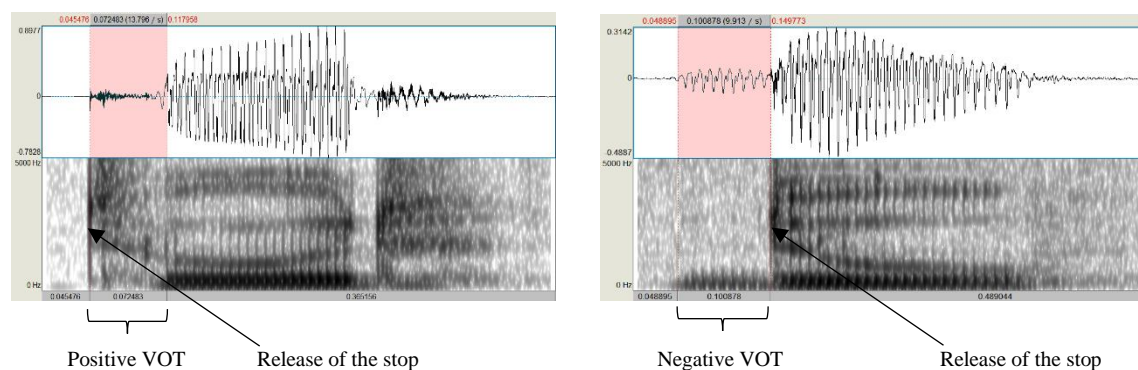 0.045476 0.072483 (13.796 / s) 0.117958
0.8977
0
-0.7828
5000 Hz
0 Hz
0.045476 0.072483 0.365156
Positive VOT Release of the stop
0.048895 0.100878 (9.913 / s) 0.149773
0.3142
0
-0.4887
5000 Hz
0 Hz
0.048895 0.100878 0.489044
Negative VOT Release of the stop